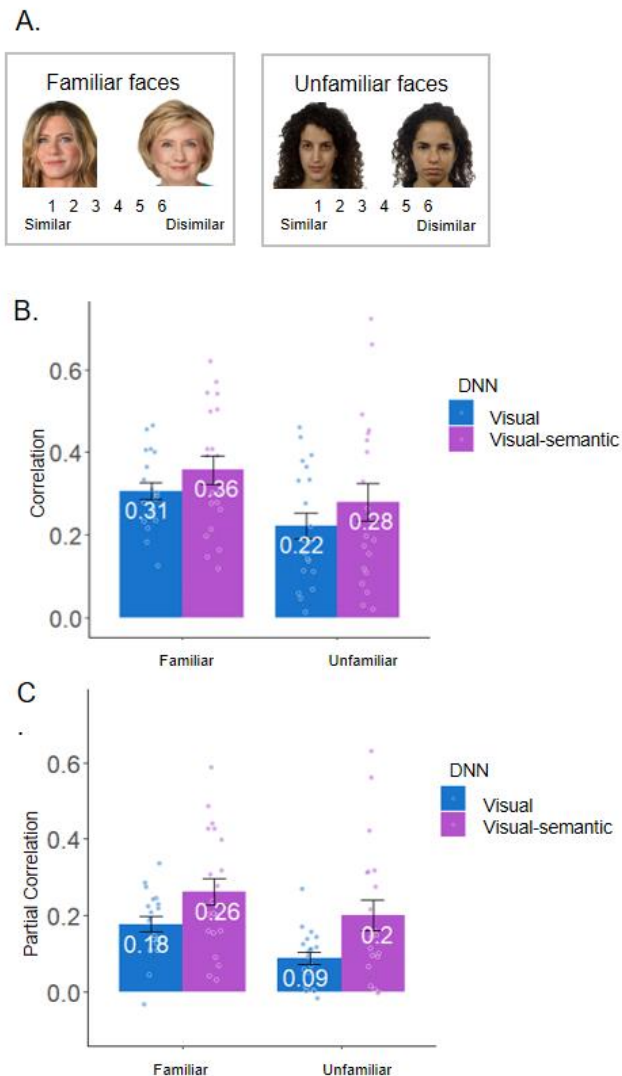 A.
Familiar faces
1 2 3 4 5 6
Similar Disimilar
Unfamiliar faces
1 2 3 4 5 6
Similar Disimilar
B.
Correlation
0.6
0.4
0.2
0.0
0.31
0.36
0.22
0.28
Familiar
Unfamiliar
DNN
Visual
Visual-semantic
C
.
Partial Correlation
0.6
0.4
0.2
0.0
0.18
0.26
0.09
0.2
Familiar
Unfamiliar
DNN
Visual
Visual-semantic